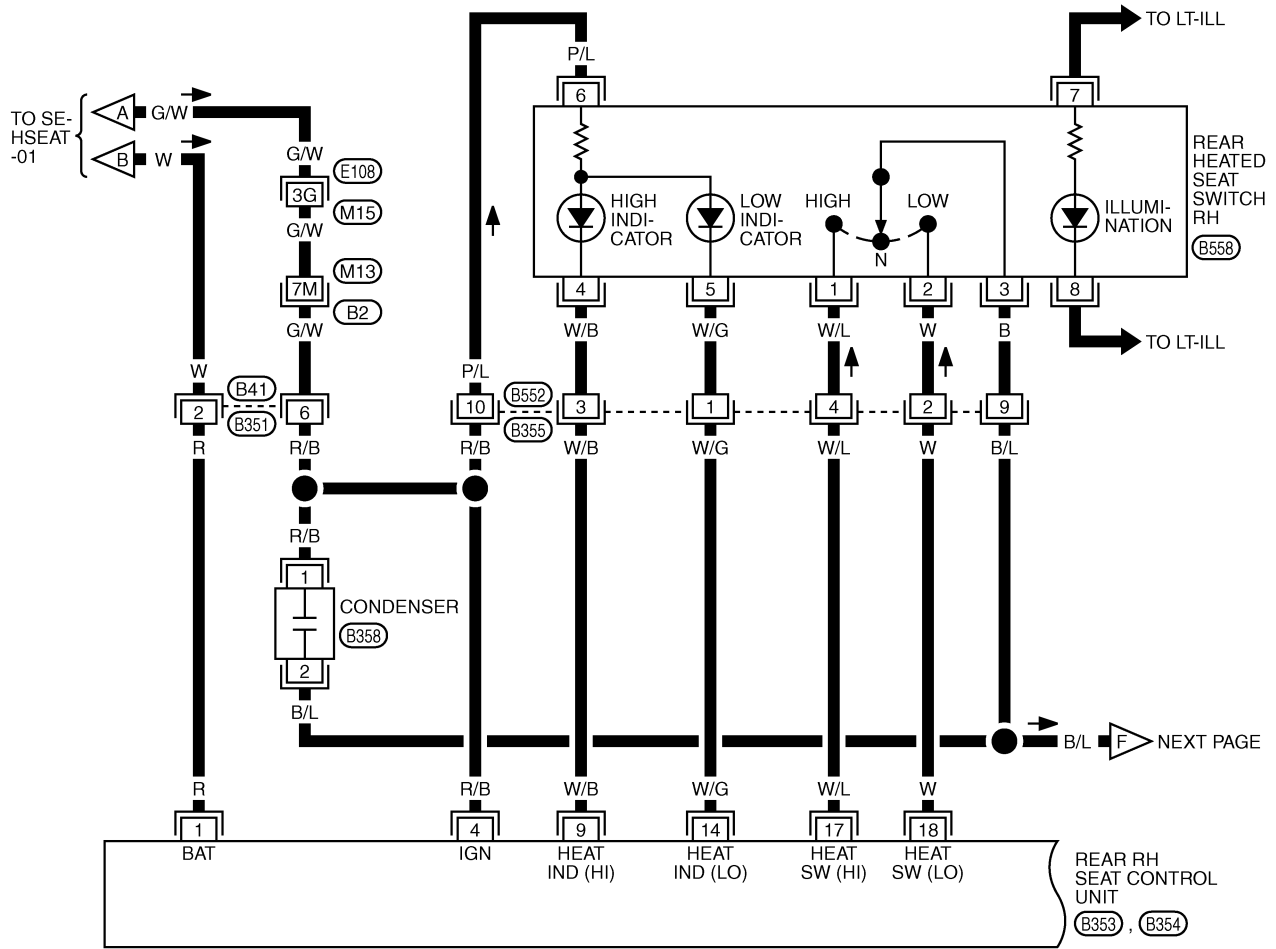 TO LT-ILL
P/L
6
7
TO SE-
HSEAT
-01
A
G/W
B
W
G/W
E108
3G
M15
G/W
M13
7M
B2
G/W
HIGH
INDI-
CATOR
LOW
INDI-
CATOR
HIGH
LOW
N
ILLUMI-
NATION
REAR
HEATED
SEAT
SWITCH
RH
B558
4
5
1
2
3
8
W/B
W/G
W/L
W
B
TO LT-ILL
W
P/L
B41
B552
2
6
10
3
1
4
2
9
B351
B355
R
R/B
R/B
W/B
W/G
W/L
W
B/L
R/B
1
CONDENSER
B358
2
B/L
B/L
F
NEXT PAGE
R
R/B
W/B
W/G
W/L
W
1
4
9
14
17
18
BAT
IGN
HEAT
IND (HI)
HEAT
IND (LO)
HEAT
SW (HI)
HEAT
SW (LO)
REAR RH
SEAT CONTROL
UNIT
B353 , B354